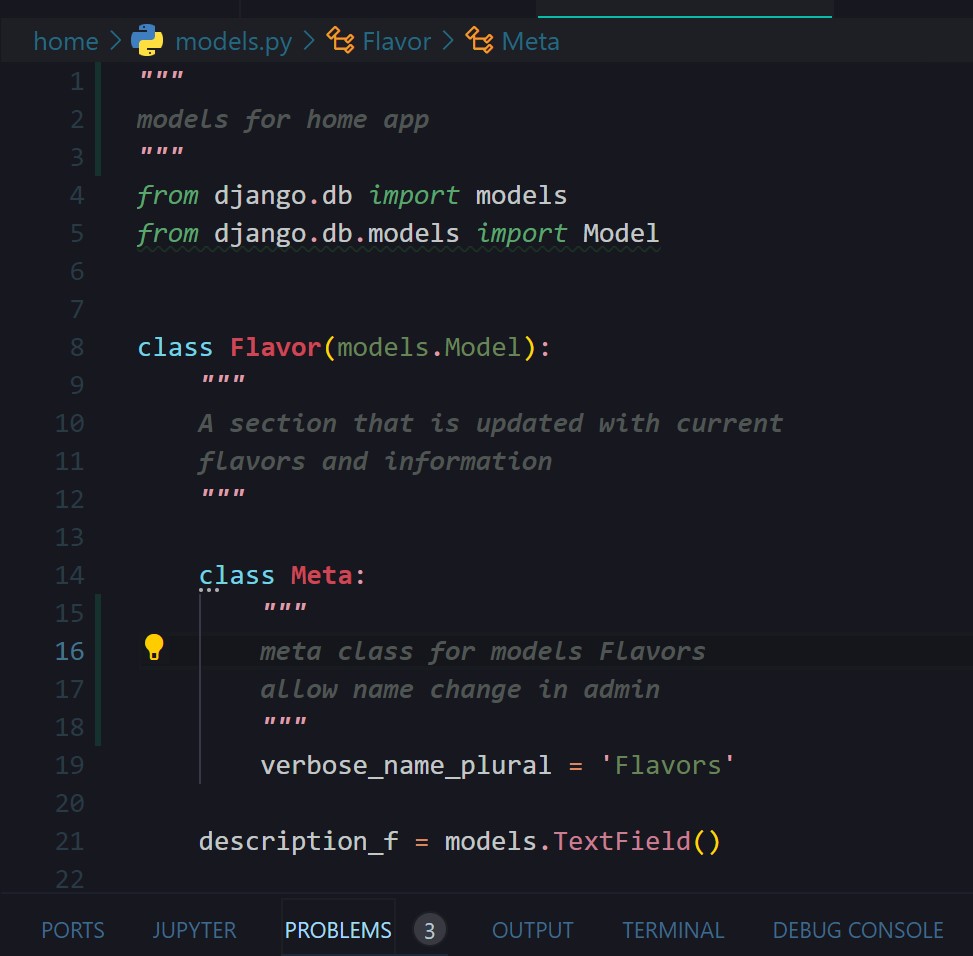 home > models.py > Flavor > Meta
1 """
2 models for home app
3 """
4 from django.db import models
5 from django.db.models import Model
6
7
8 class Flavor(models.Model):
9     """
10     A section that is updated with current
11     flavors and information
12     """
13
14     class Meta:
15         """
16         meta class for models Flavors
17         allow name change in admin
18         """
19         verbose_name_plural = 'Flavors'
20
21     description_f = models.TextField()
22
PORTS JUPYTER PROBLEMS 3 OUTPUT TERMINAL DEBUG CONSOLE